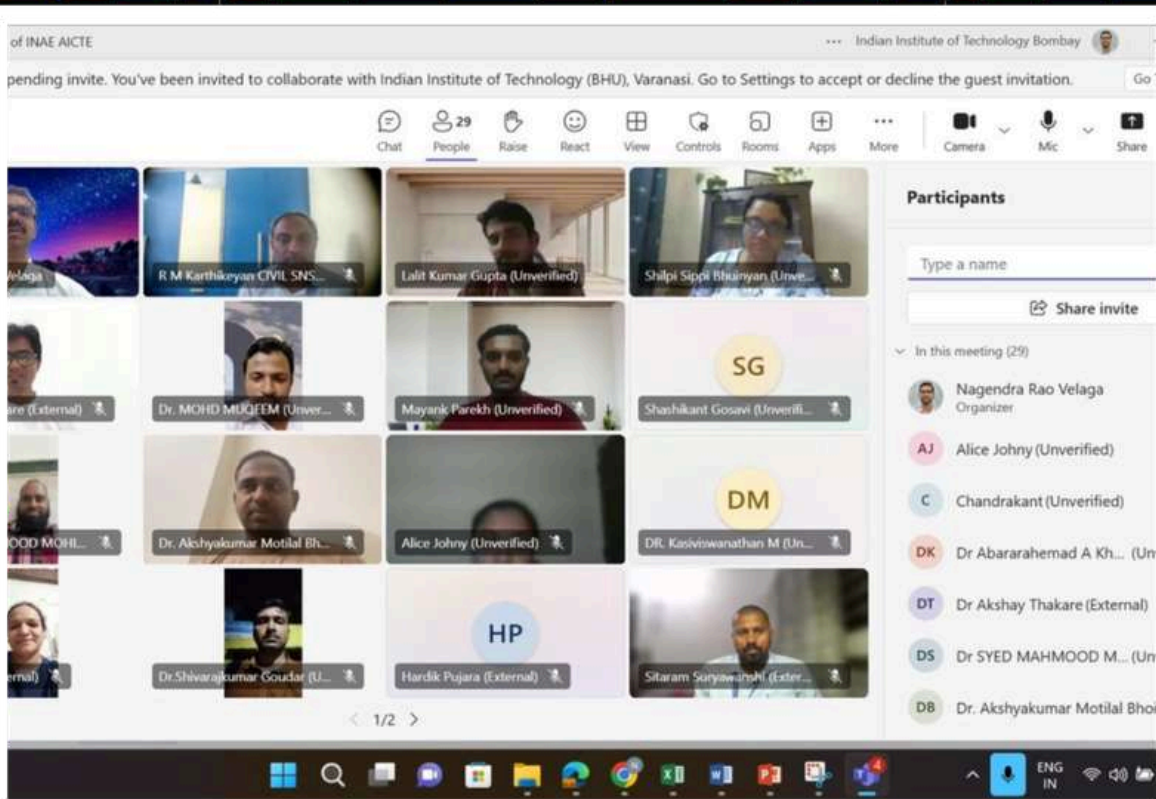 of INAE AICTE
... Indian Institute of Technology Bombay
pending invite. You've been invited to collaborate with Indian Institute of Technology (BHU), Varanasi. Go to Settings to accept or decline the guest invitation.
Go
29
Chat People Raise React View Controls Rooms Apps More Camera Mic Share
Participants
Type a name
Share invite
In this meeting (29)
Nagendra Rao Velaga
Organizer
AJ Alice Johny (Unverified)
C Chandrakant (Unverified)
DK Dr Abararahemad A Kh... (Un
DT Dr Akshay Thakare (External)
DS Dr SYED MAHMOOD M... (Un
DB Dr. Akshyakumar Motilal Bhoi
Velaga
R M Karthikeyan CIVIL SNS...
Lalit Kumar Gupta (Unverified)
Shilpi Sippi Bhuinyan (Unve...
are (External)
Dr. MOHD MUQEEM (Unver...
Mayank Parekh (Unverified)
SG
Shashikant Gosavi (Unverifi...
OOD MOHI...
Dr. Akshyakumar Motilal Bh...
Alice Johny (Unverified)
DM
DR. Kasiviswanathan M (Un...
ernal)
Dr.Shivarajkumar Goudar (U...
HP
Hardik Pujara (External)
Sitaram Suryawanshi (Exter...
1/2
4
ENG
IN